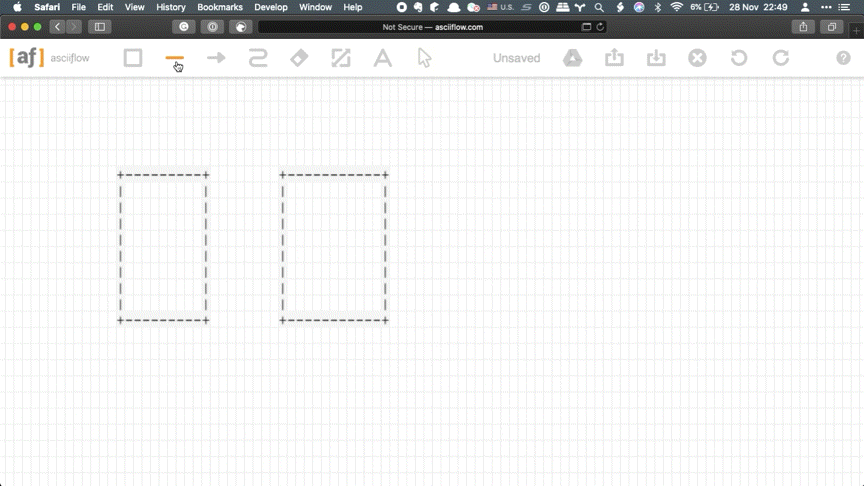 Safari File Edit View History Bookmarks Develop Window Help U.S. 6% 28 Nov 22:49
Not Secure — asciiflow.com
[af] asciiflow A Unsaved ?